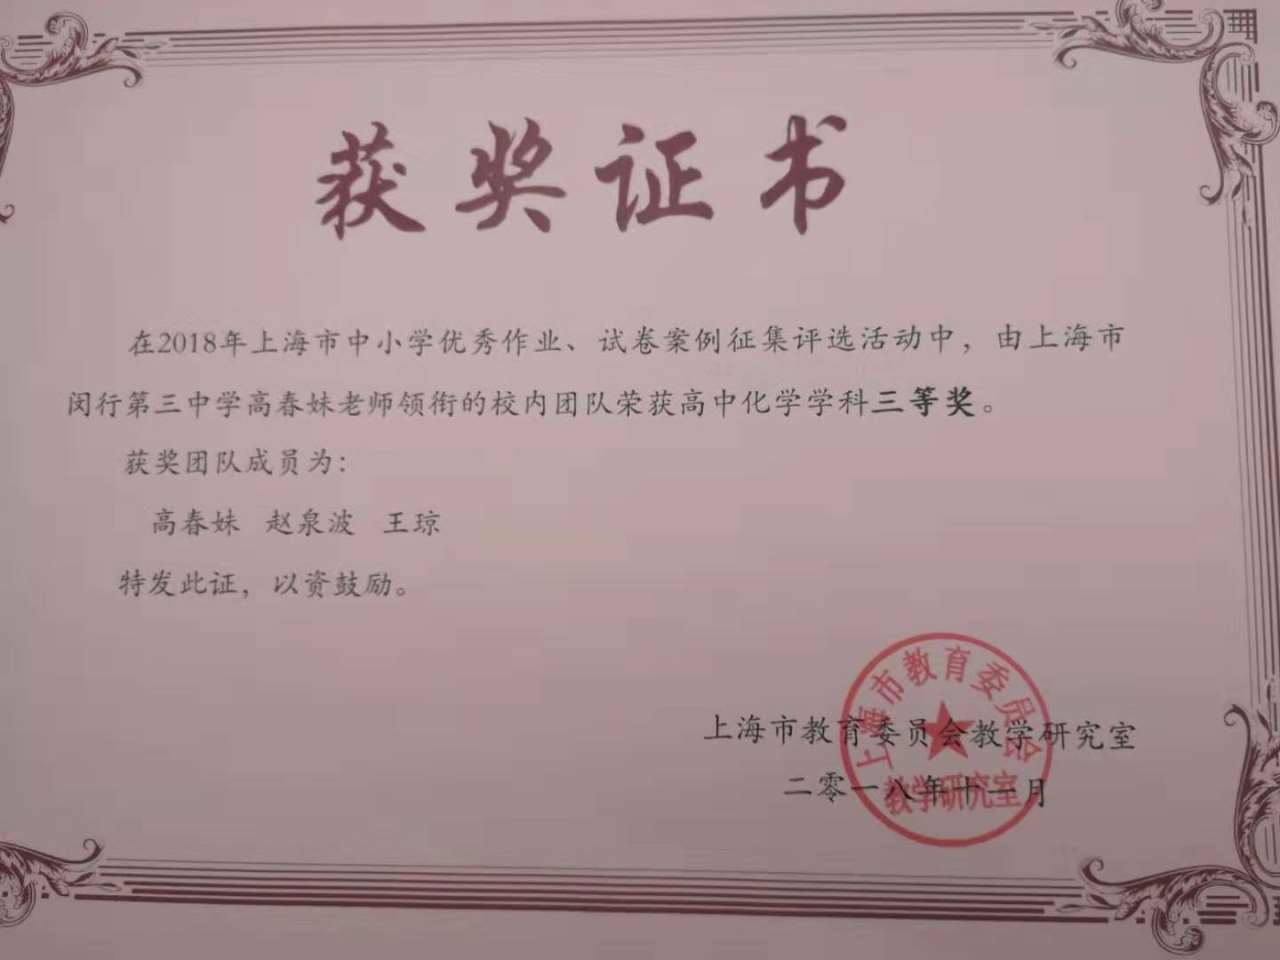 获奖证书
在2018年上海市中小学优秀作业、试卷案例征集评选活动中，由上海市
闵行第三中学高春妹老师领衔的校内团队荣获高中化学学科三等奖。
获奖团队成员为：
高春妹 赵泉波 王琼
特发此证，以资鼓励。
上海市教育委员会教学研究室
二零一八年十一月
上海市教育委员会
教学研究室